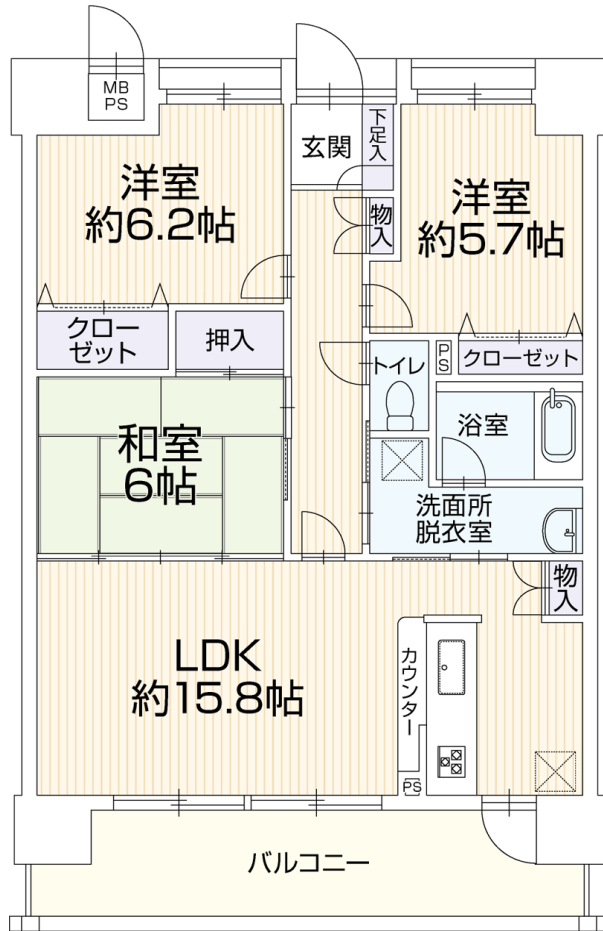 MB
PS
玄関
下足入
洋室
約6.2帖
物入
洋室
約5.7帖
クロー
ゼット
押入
トイレ
PS
クローゼット
和室
6帖
浴室
洗面所
脱衣室
物入
LDK
約15.8帖
カウンター
PS
バルコニー